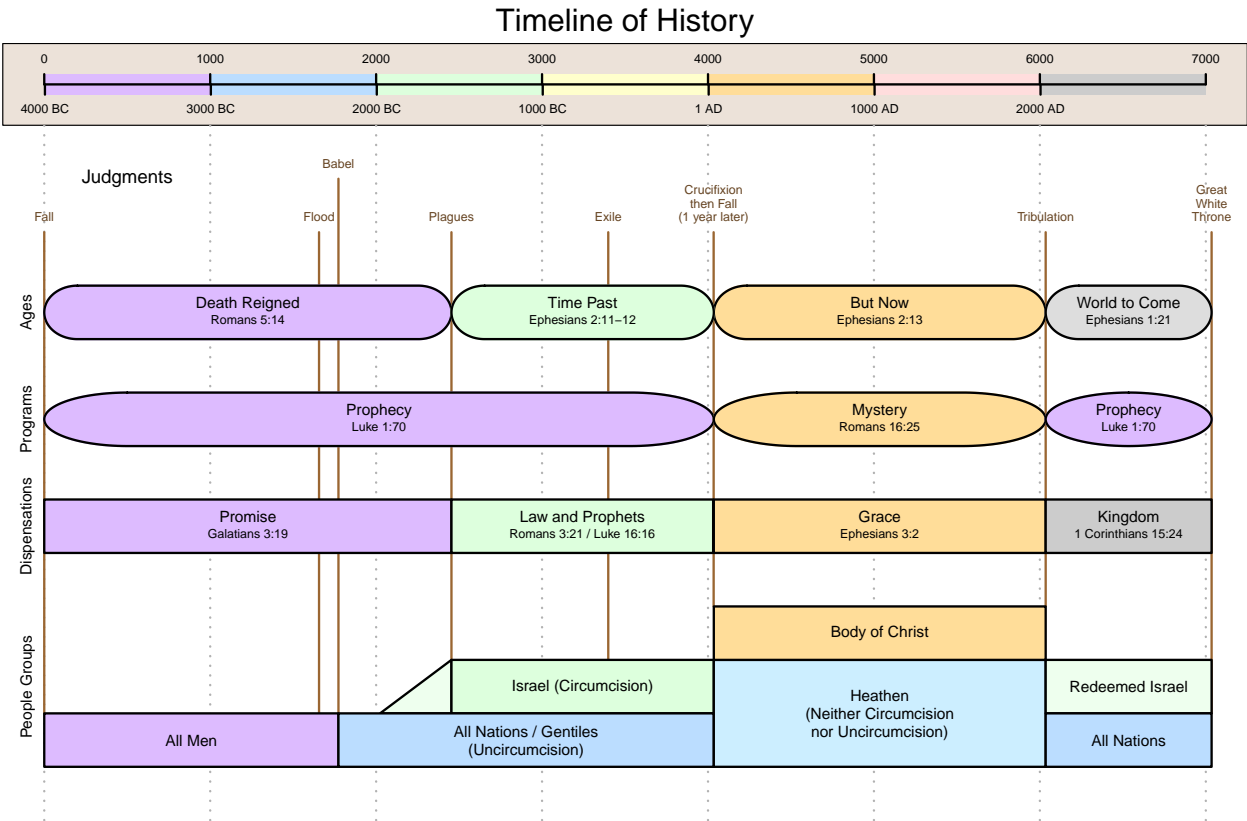 Timeline of History
0 1000 2000 3000 4000 5000 6000 7000
4000 BC 3000 BC 2000 BC 1000 BC 1 AD 1000 AD 2000 AD
Judgments
Babel
Fall
Flood
Plagues
Exile
Crucifixion
then Fall
(1 year later)
Tribulation
Great
White
Throne
Ages
Death Reigned
Romans 5:14
Time Past
Ephesians 2:11–12
But Now
Ephesians 2:13
World to Come
Ephesians 1:21
Programs
Prophecy
Luke 1:70
Mystery
Romans 16:25
Prophecy
Luke 1:70
Dispensations
Promise
Galatians 3:19
Law and Prophets
Romans 3:21 / Luke 16:16
Grace
Ephesians 3:2
Kingdom
1 Corinthians 15:24
People Groups
Body of Christ
Israel (Circumcision)
Heathen
(Neither Circumcision
nor Uncircumcision)
Redeemed Israel
All Men
All Nations / Gentiles
(Uncircumcision)
All Nations